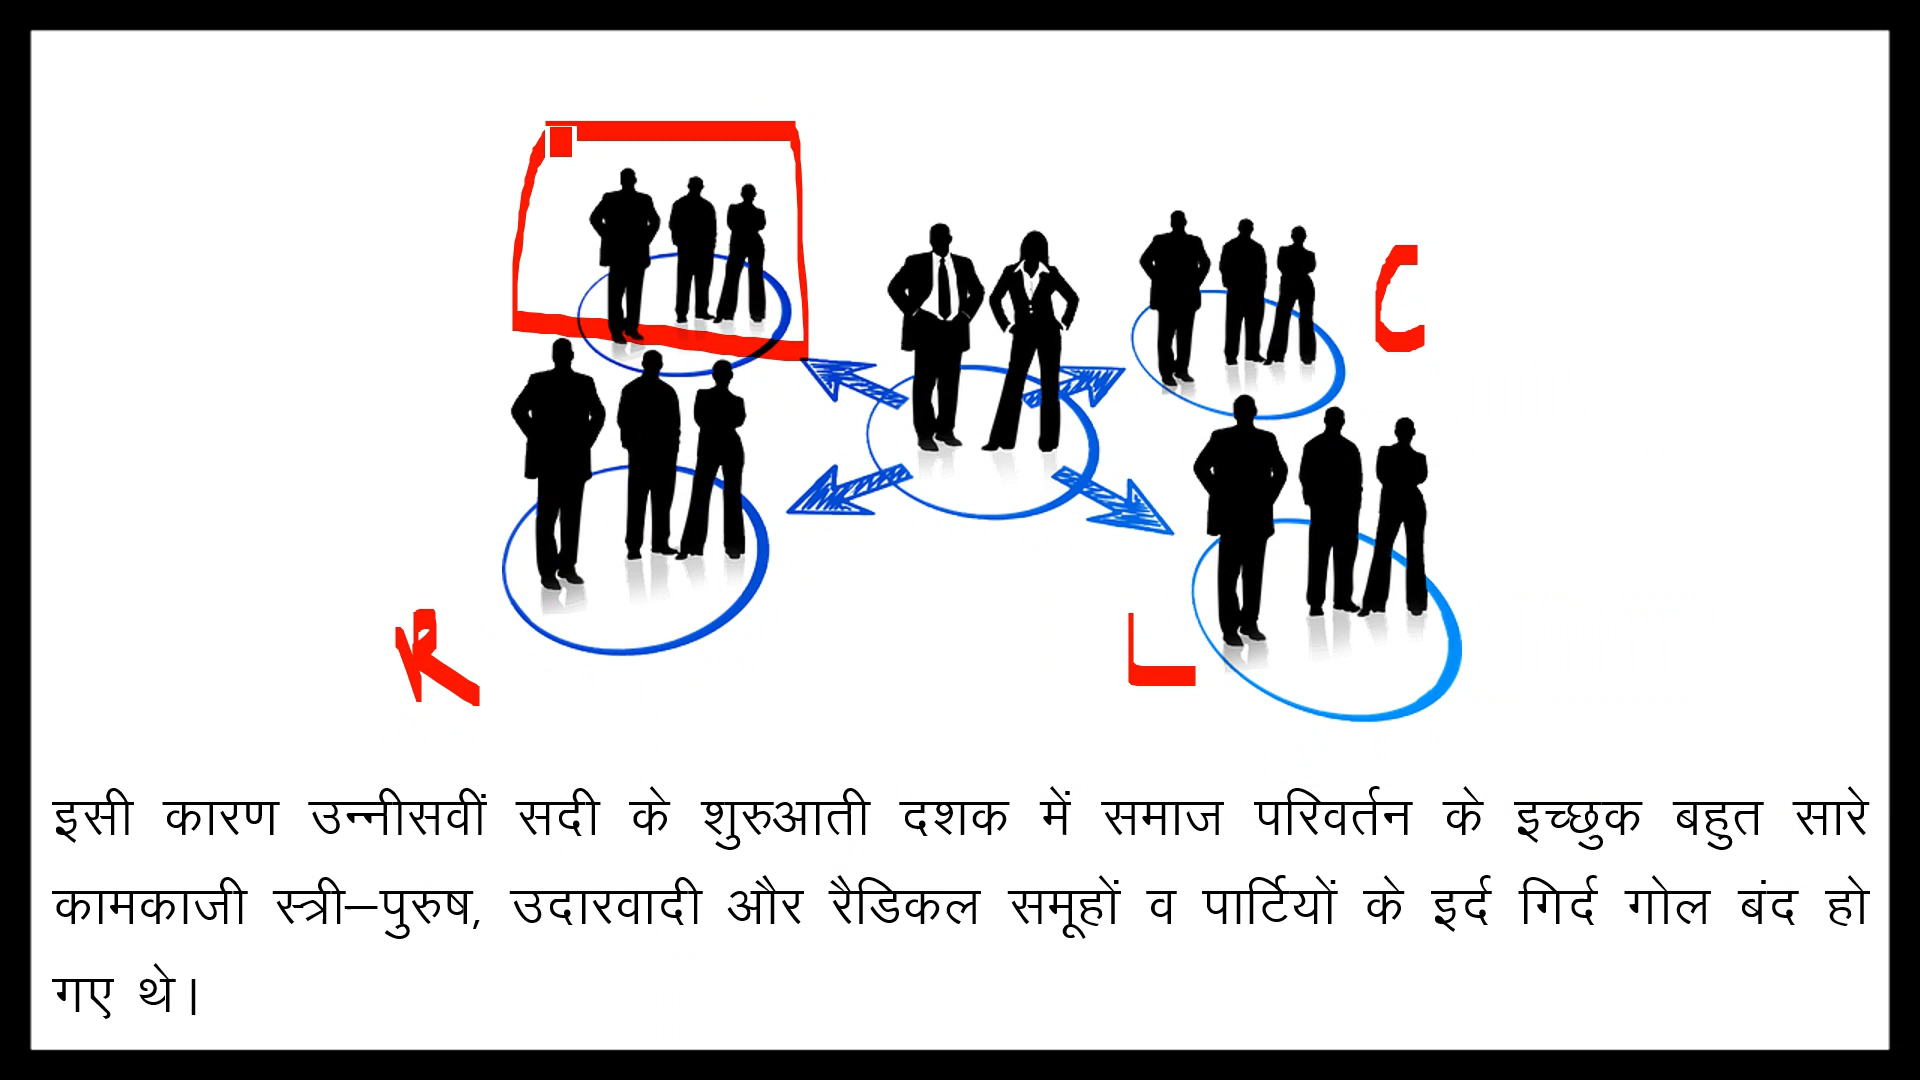 C
R
L
इसी कारण उन्नीसवीं सदी के शुरुआती दशक में समाज परिवर्तन के इच्छुक बहुत सारे
कामकाजी स्त्री–पुरुष, उदारवादी और रैडिकल समूहों व पार्टियों के इर्द गिर्द गोल बंद हो
गए थे।